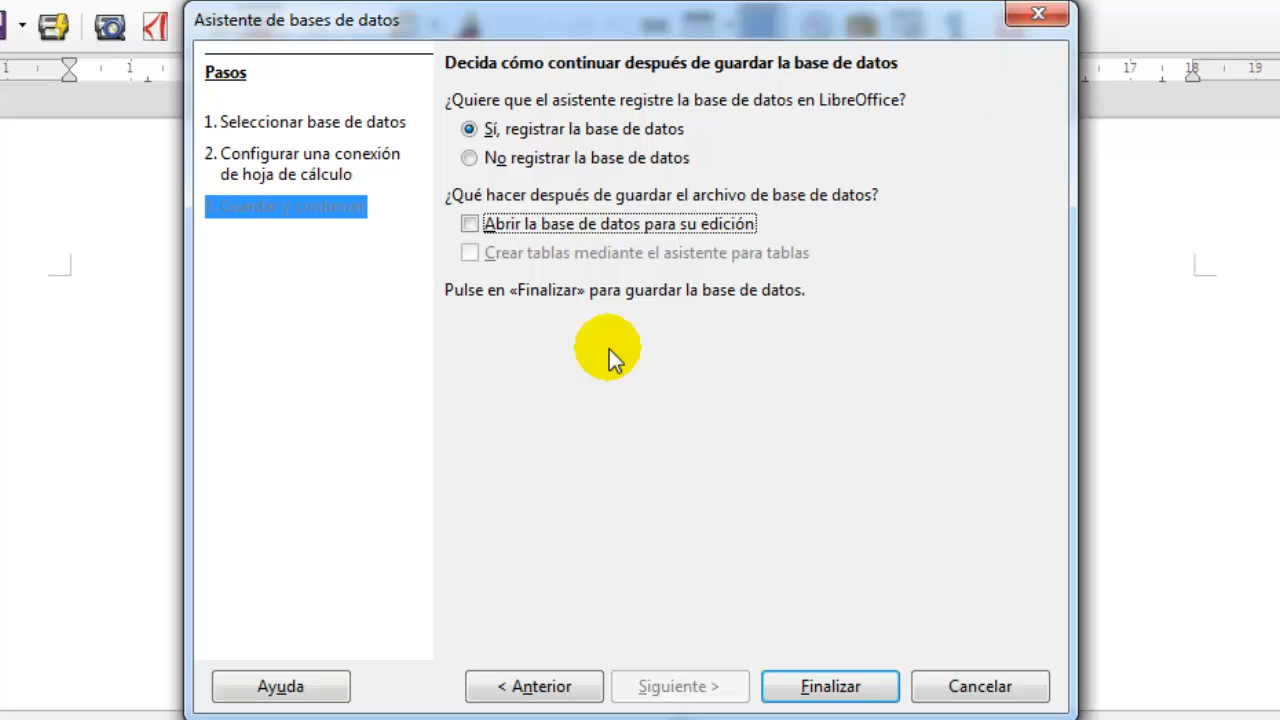 Asistente de bases de datos
1 1 17 18 19
Pasos
1. Seleccionar base de datos
2. Configurar una conexión
de hoja de cálculo
3. Guardar y continuar
Decida cómo continuar después de guardar la base de datos
¿Quiere que el asistente registre la base de datos en LibreOffice?
Sí, registrar la base de datos
No registrar la base de datos
¿Qué hacer después de guardar el archivo de base de datos?
Abrir la base de datos para su edición
Crear tablas mediante el asistente para tablas
Pulse en «Finalizar» para guardar la base de datos.
Ayuda
< Anterior
Siguiente >
Finalizar
Cancelar